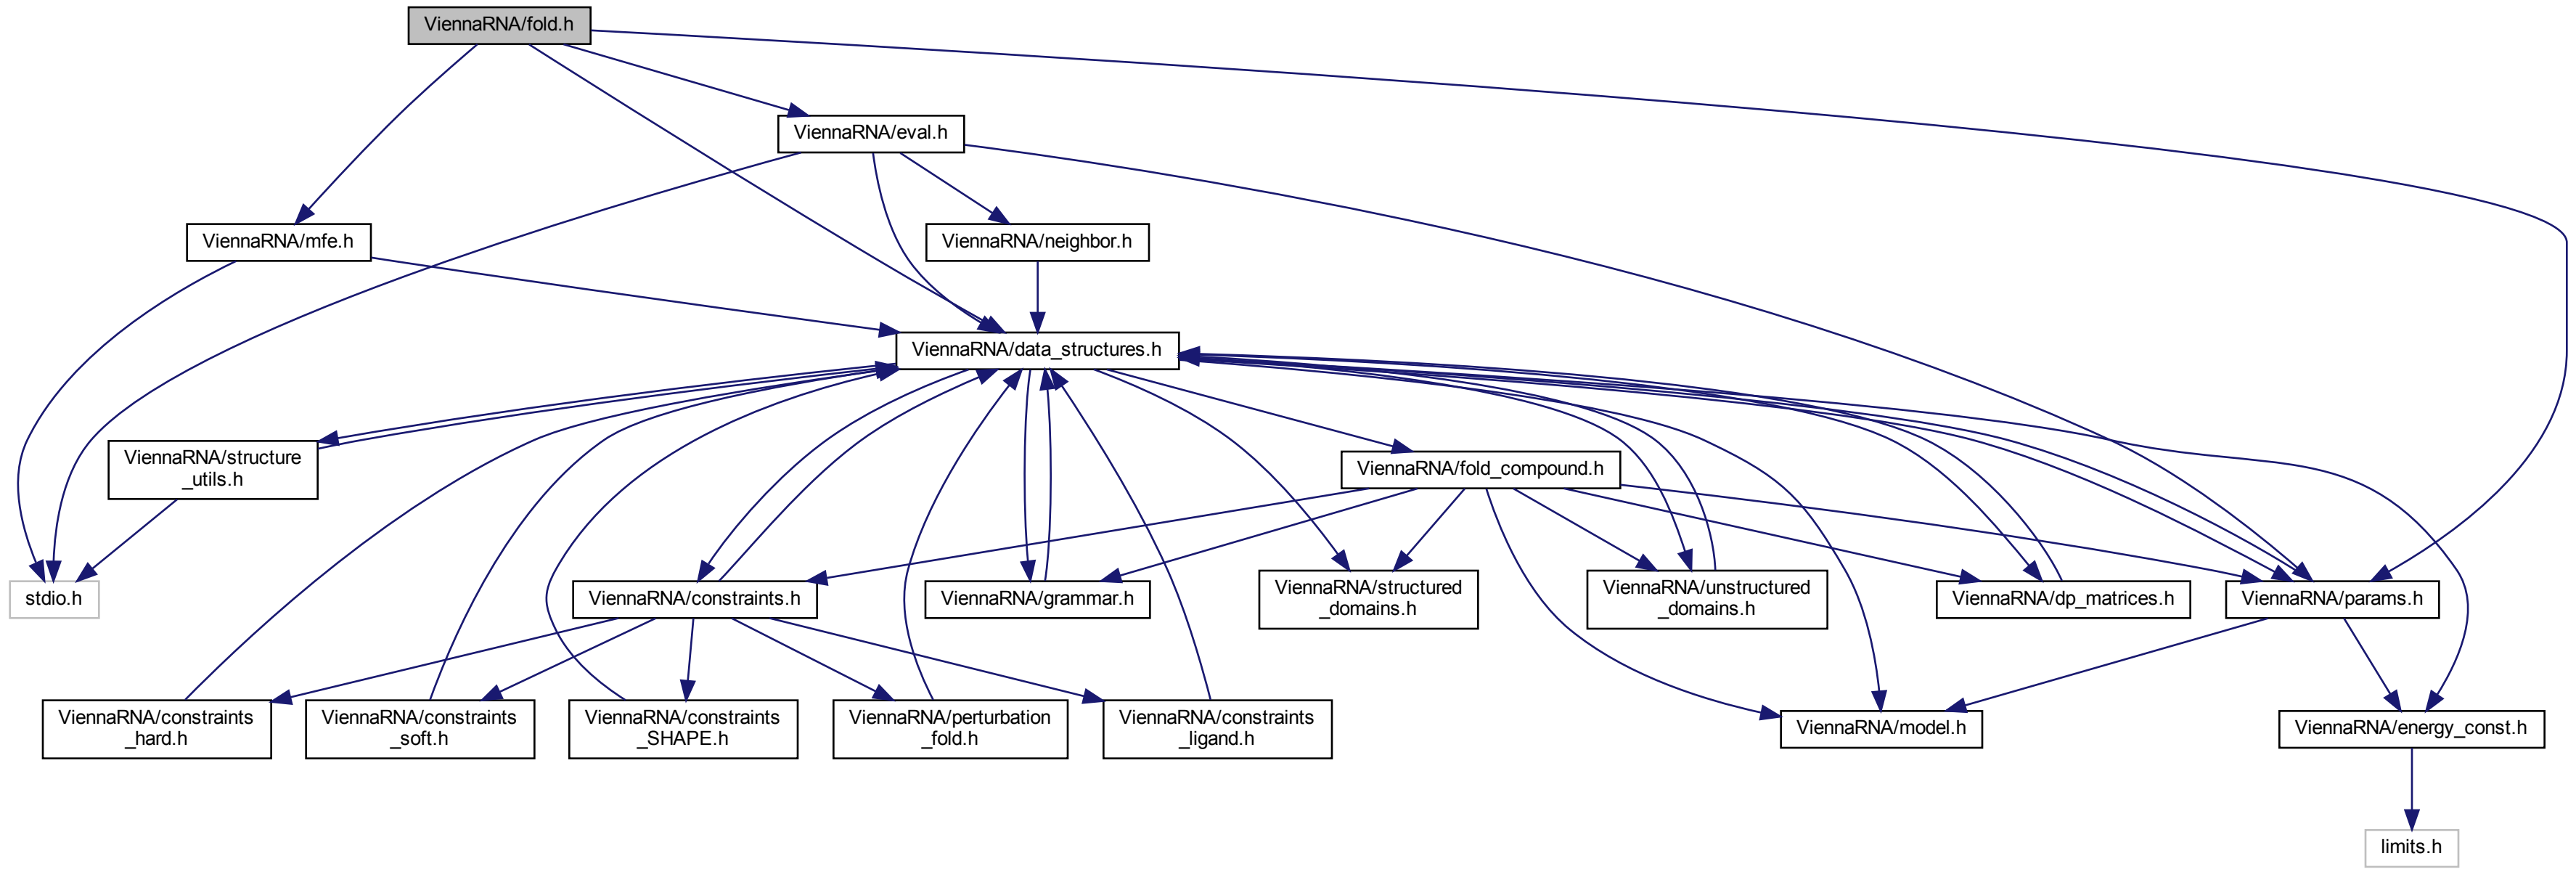 ViennaRNA/fold.h
ViennaRNA/eval.h
ViennaRNA/mfe.h
ViennaRNA/neighbor.h
ViennaRNA/data_structures.h
ViennaRNA/structure
_utils.h
ViennaRNA/fold_compound.h
stdio.h
ViennaRNA/constraints.h
ViennaRNA/grammar.h
ViennaRNA/structured
_domains.h
ViennaRNA/unstructured
_domains.h
ViennaRNA/dp_matrices.h
ViennaRNA/params.h
ViennaRNA/constraints
_hard.h
ViennaRNA/constraints
_soft.h
ViennaRNA/constraints
_SHAPE.h
ViennaRNA/perturbation
_fold.h
ViennaRNA/constraints
_ligand.h
ViennaRNA/model.h
ViennaRNA/energy_const.h
limits.h